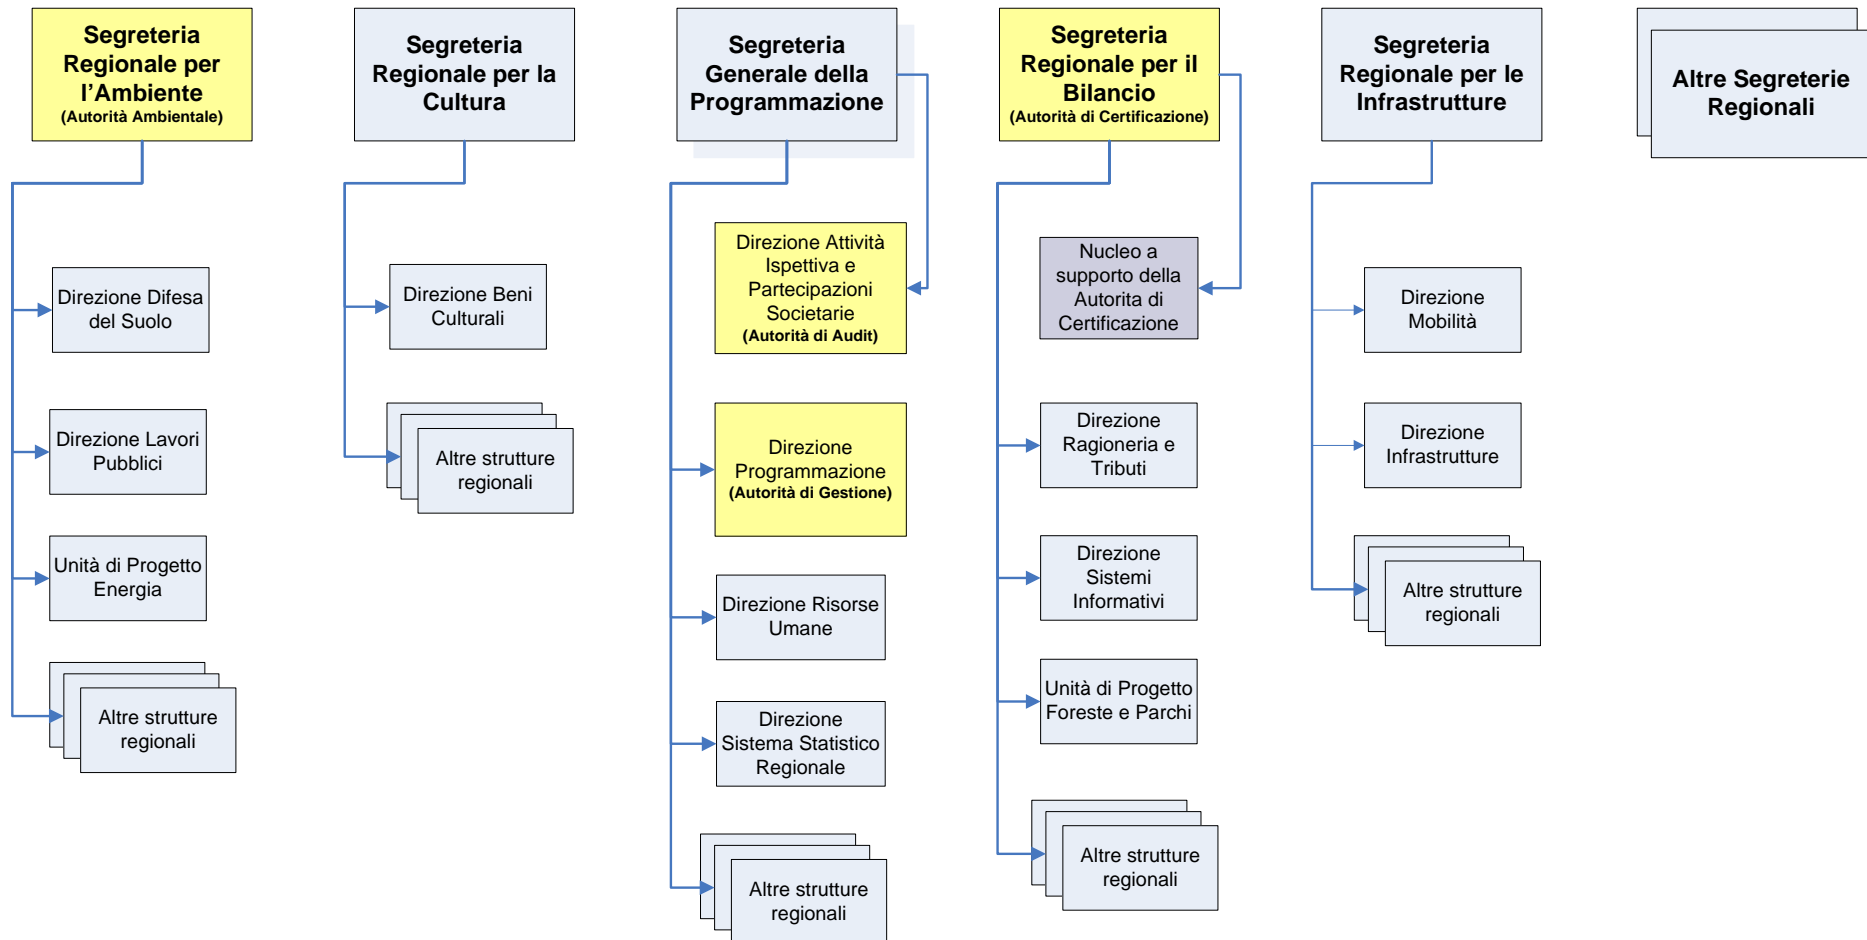 Segreteria
Regionale per
l’Ambiente
(Autorità Ambientale)
Direzione Difesa
del Suolo
Direzione Lavori
Pubblici
Unità di Progetto
Energia
Altre strutture
regionali
Segreteria
Regionale per la
Cultura
Direzione Beni
Culturali
Altre strutture
regionali
Segreteria
Generale della
Programmazione
Direzione Attività
Ispettiva e
Partecipazioni
Societarie
(Autorità di Audit)
Direzione
Programmazione
(Autorità di Gestione)
Direzione Risorse
Umane
Direzione
Sistema Statistico
Regionale
Altre strutture
regionali
Segreteria
Regionale per il
Bilancio
(Autorità di Certificazione)
Nucleo a
supporto della
Autorita di
Certificazione
Direzione
Ragioneria e
Tributi
Direzione
Sistemi
Informativi
Unità di Progetto
Foreste e Parchi
Altre strutture
regionali
Segreteria
Regionale per le
Infrastrutture
Direzione
Mobilità
Direzione
Infrastrutture
Altre strutture
regionali
Altre Segreterie
Regionali